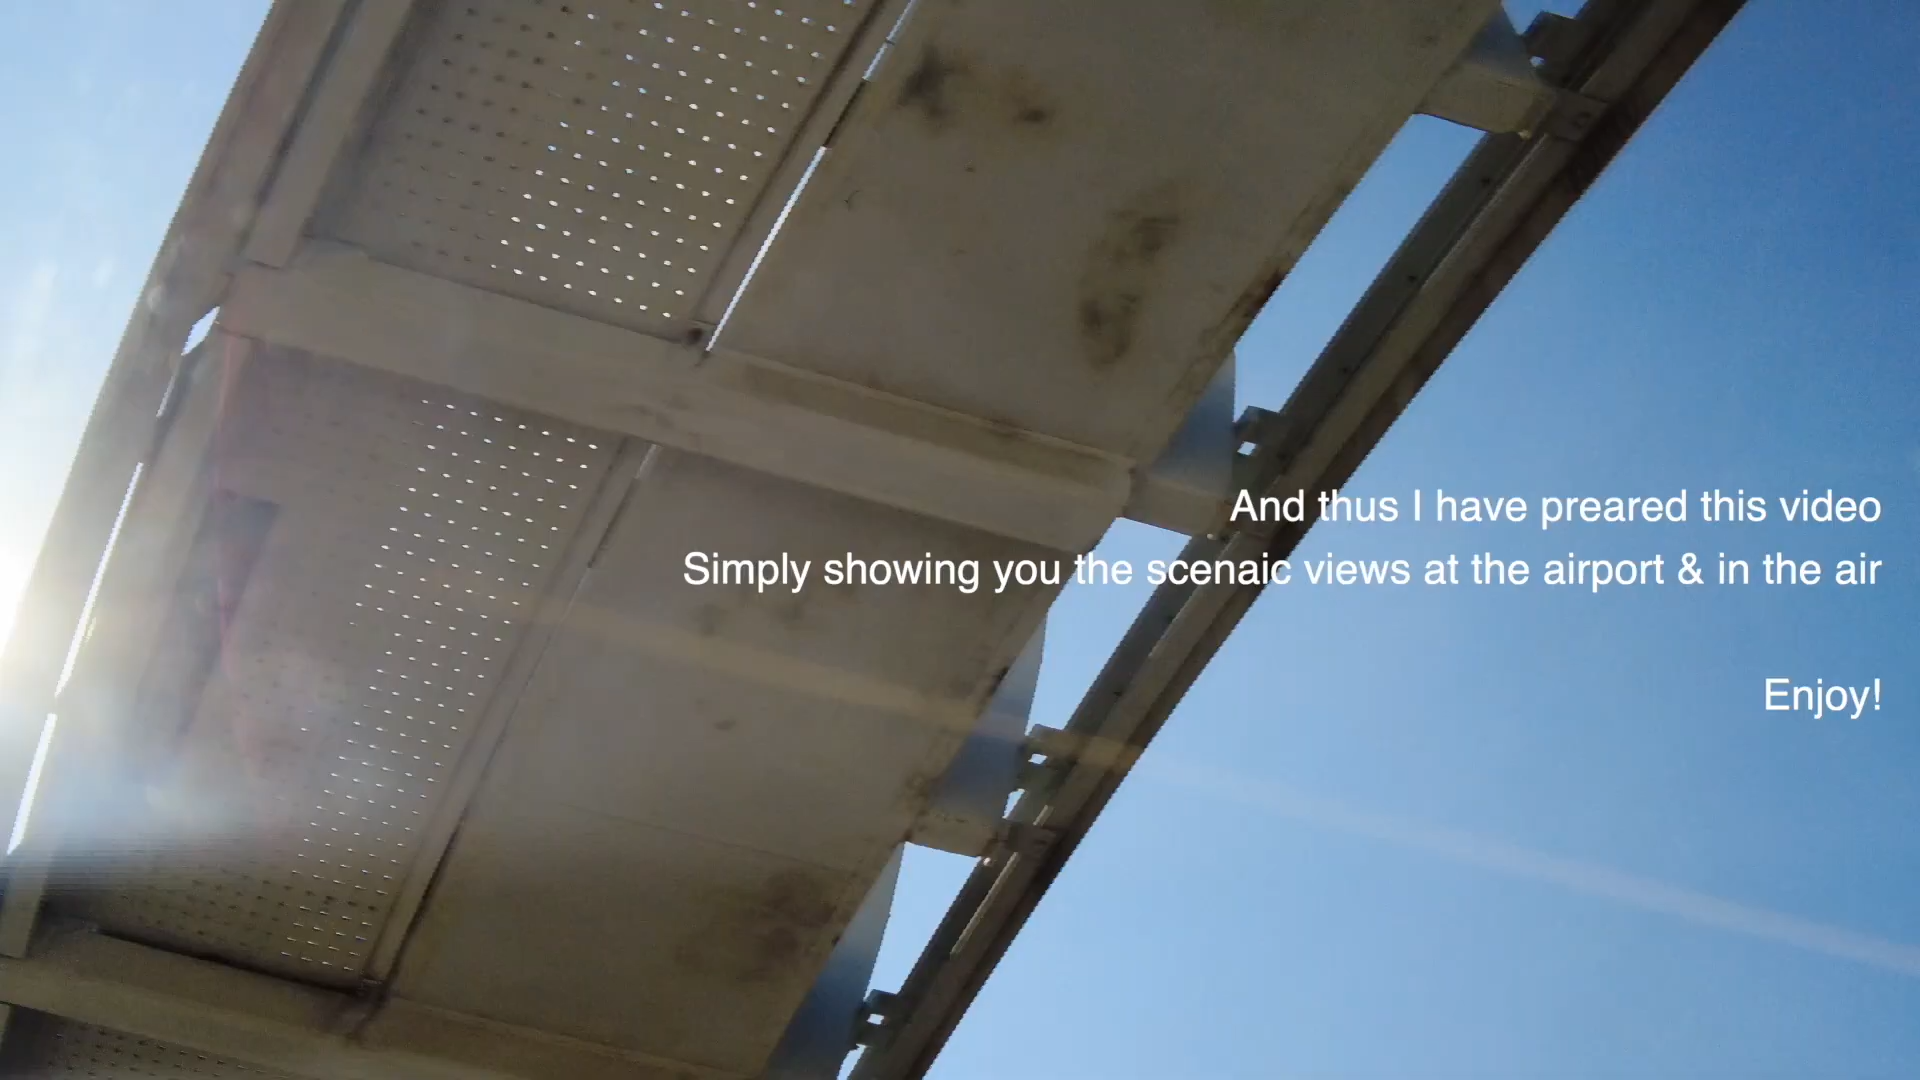 And thus I have preared this video
Simply showing you the scenaic views at the airport & in the air
Enjoy!